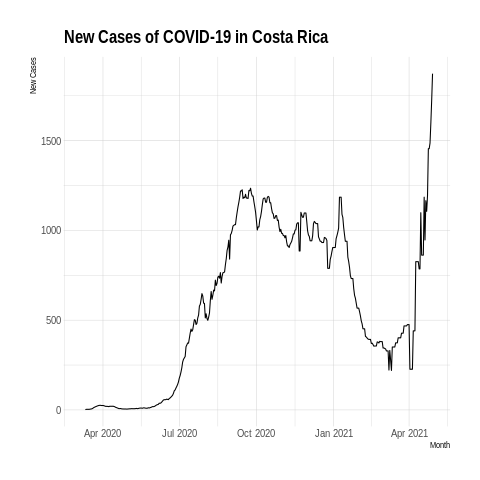 New Cases of COVID-19 in Costa Rica
New Cases
1500
1000
500
0
Apr 2020 Jul 2020 Oct 2020 Jan 2021 Apr 2021
Month